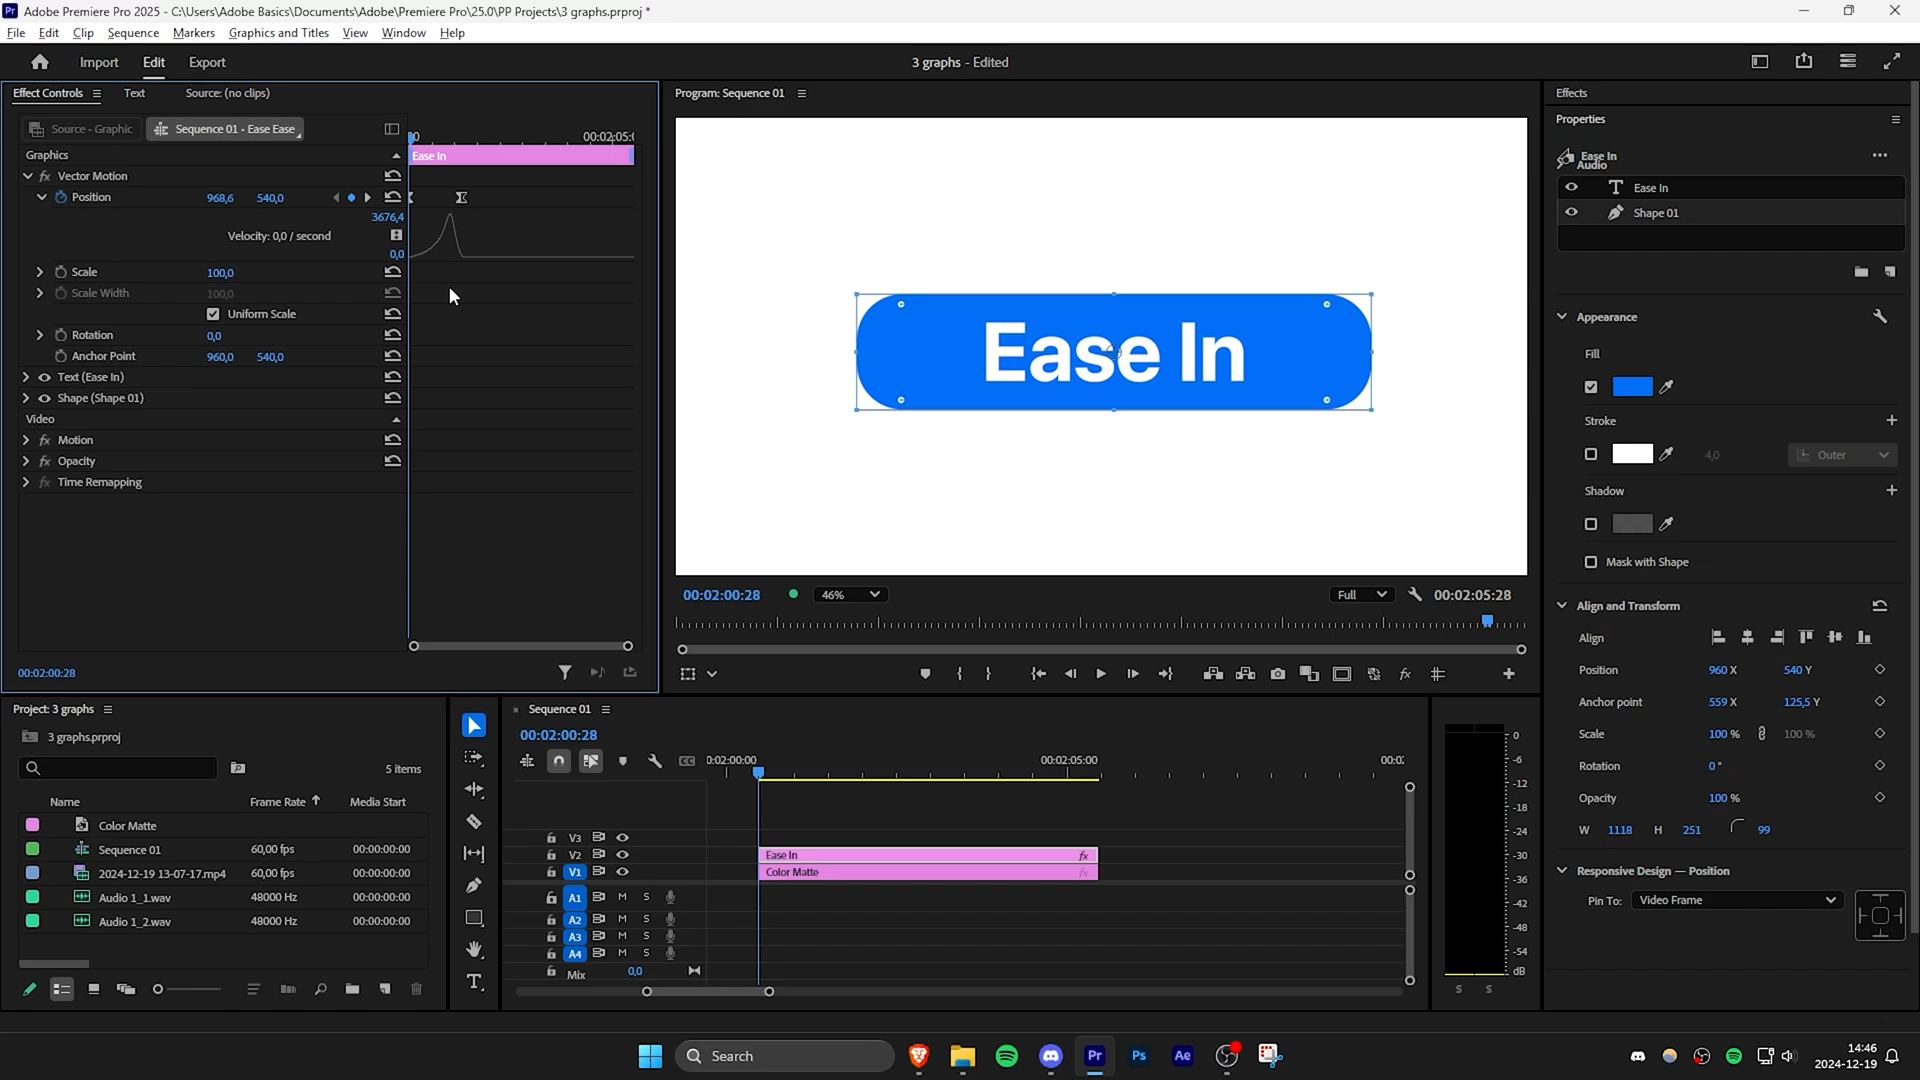 Adobe Premiere Pro 2025 - C:\Users\Adobe Basics\Documents\Adobe\Premiere Pro\25.0\PP Projects\3 graphs.prproj *
File Edit Clip Sequence Markers Graphics and Titles View Window Help
Import Edit Export
3 graphs - Edited
Effect Controls Text Source: (no clips)
Source - Graphic Sequence 01 - Ease Ease
00:02:05:
Graphics
Ease In
Vector Motion
Position 968,6 540,0
3676,4
Velocity: 0,0 / second
0,0
Scale 100,0
Scale Width 100,0
Uniform Scale
Rotation 0,0
Anchor Point 960,0 540,0
Text (Ease In)
Shape (Shape 01)
Video
fx Motion
fx Opacity
fx Time Remapping
00:02:00:28
Program: Sequence 01
Ease In
00:02:00:28 46% Full 00:02:05:28
Effects
Properties
Ease In
Audio
Ease In
Shape 01
Appearance
Fill
Stroke
4,0 Outer
Shadow
Mask with Shape
Align and Transform
Align
Position 960 X 540 Y
Anchor point 559 X 125,5 Y
Scale 100 % 100 %
Rotation 0°
Opacity 100 %
W 1118 H 251 99
Responsive Design — Position
Pin To: Video Frame
Project: 3 graphs
3 graphs.prproj
5 items
Name Frame Rate Media Start
Color Matte
Sequence 01 60,00 fps 00:00:00:00
2024-12-19 13-07-17.mp4 60,00 fps 00:00:00:00
Audio 1_1.wav 48000 Hz 00:00:00:00
Audio 1_2.wav 48000 Hz 00:00:00:00
Sequence 01
00:02:00:28
0:02:00:00 00:02:05:00 00:02:
V3
V2 Ease In fx
V1 Color Matte fx
A1 M S
A2 M S
A3 M S
A4 M S
Mix 0,0
0
-6
-12
-18
-24
-30
-36
-42
-48
-54
dB
S S
Search
Pr Ps Ae
14:46
2024-12-19